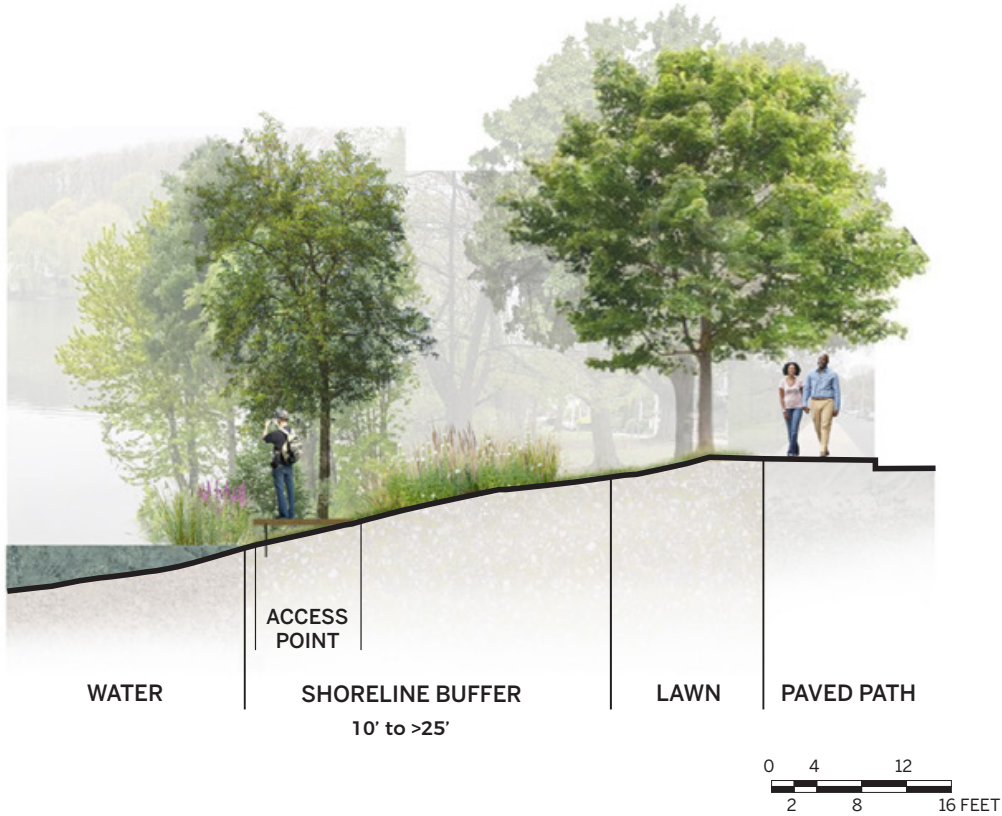 ACCESS
POINT
WATER
SHORELINE BUFFER
LAWN
PAVED PATH
10’ to >25’
0 4 12
2 8 16 FEET